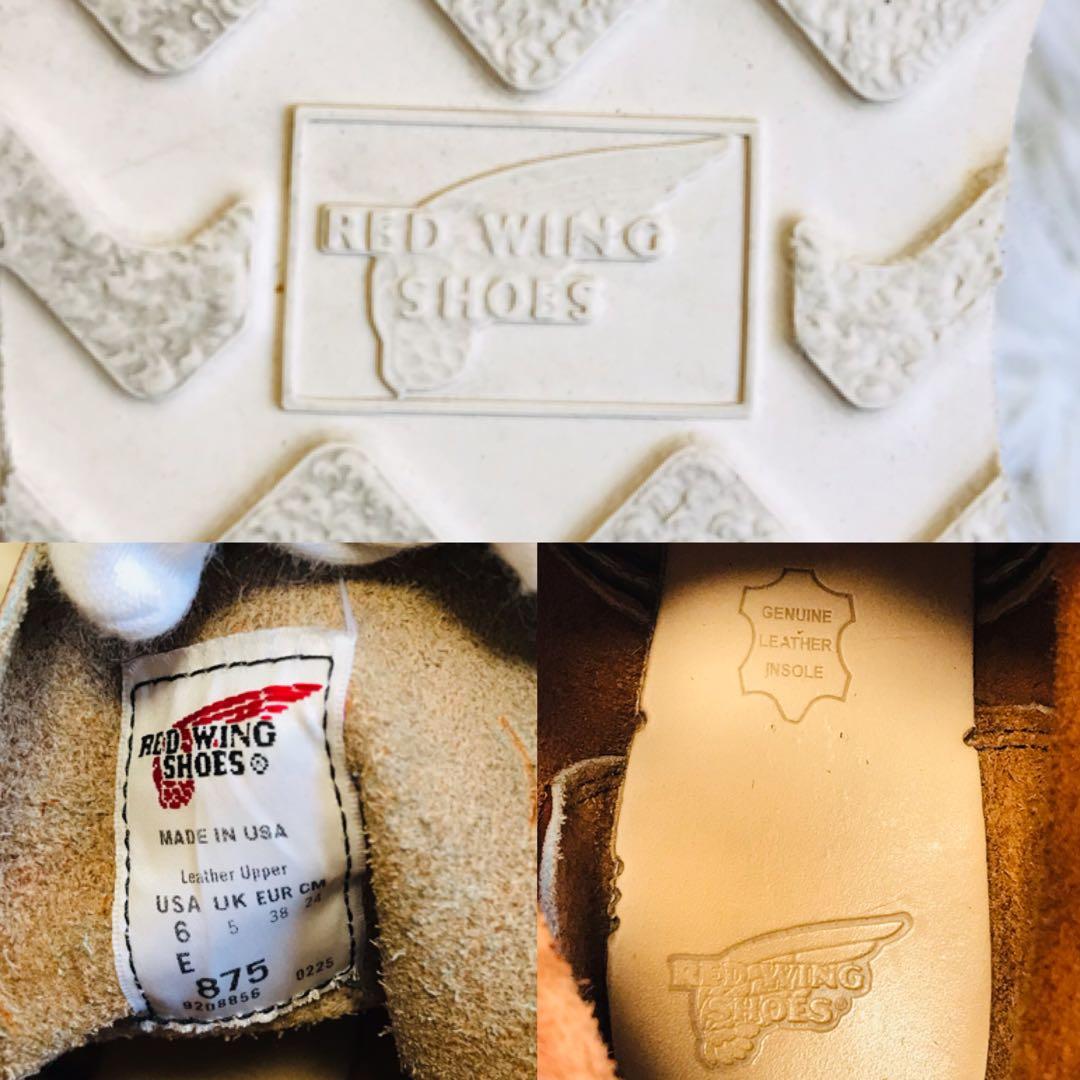 RED WING
SHOES
RED WING
SHOES ®
MADE IN USA
Leather Upper
USA UK EUR CM
6 5 38 24
E
875 0225
9208856
GENUINE
LEATHER
INSOLE
RED WING
SHOES®